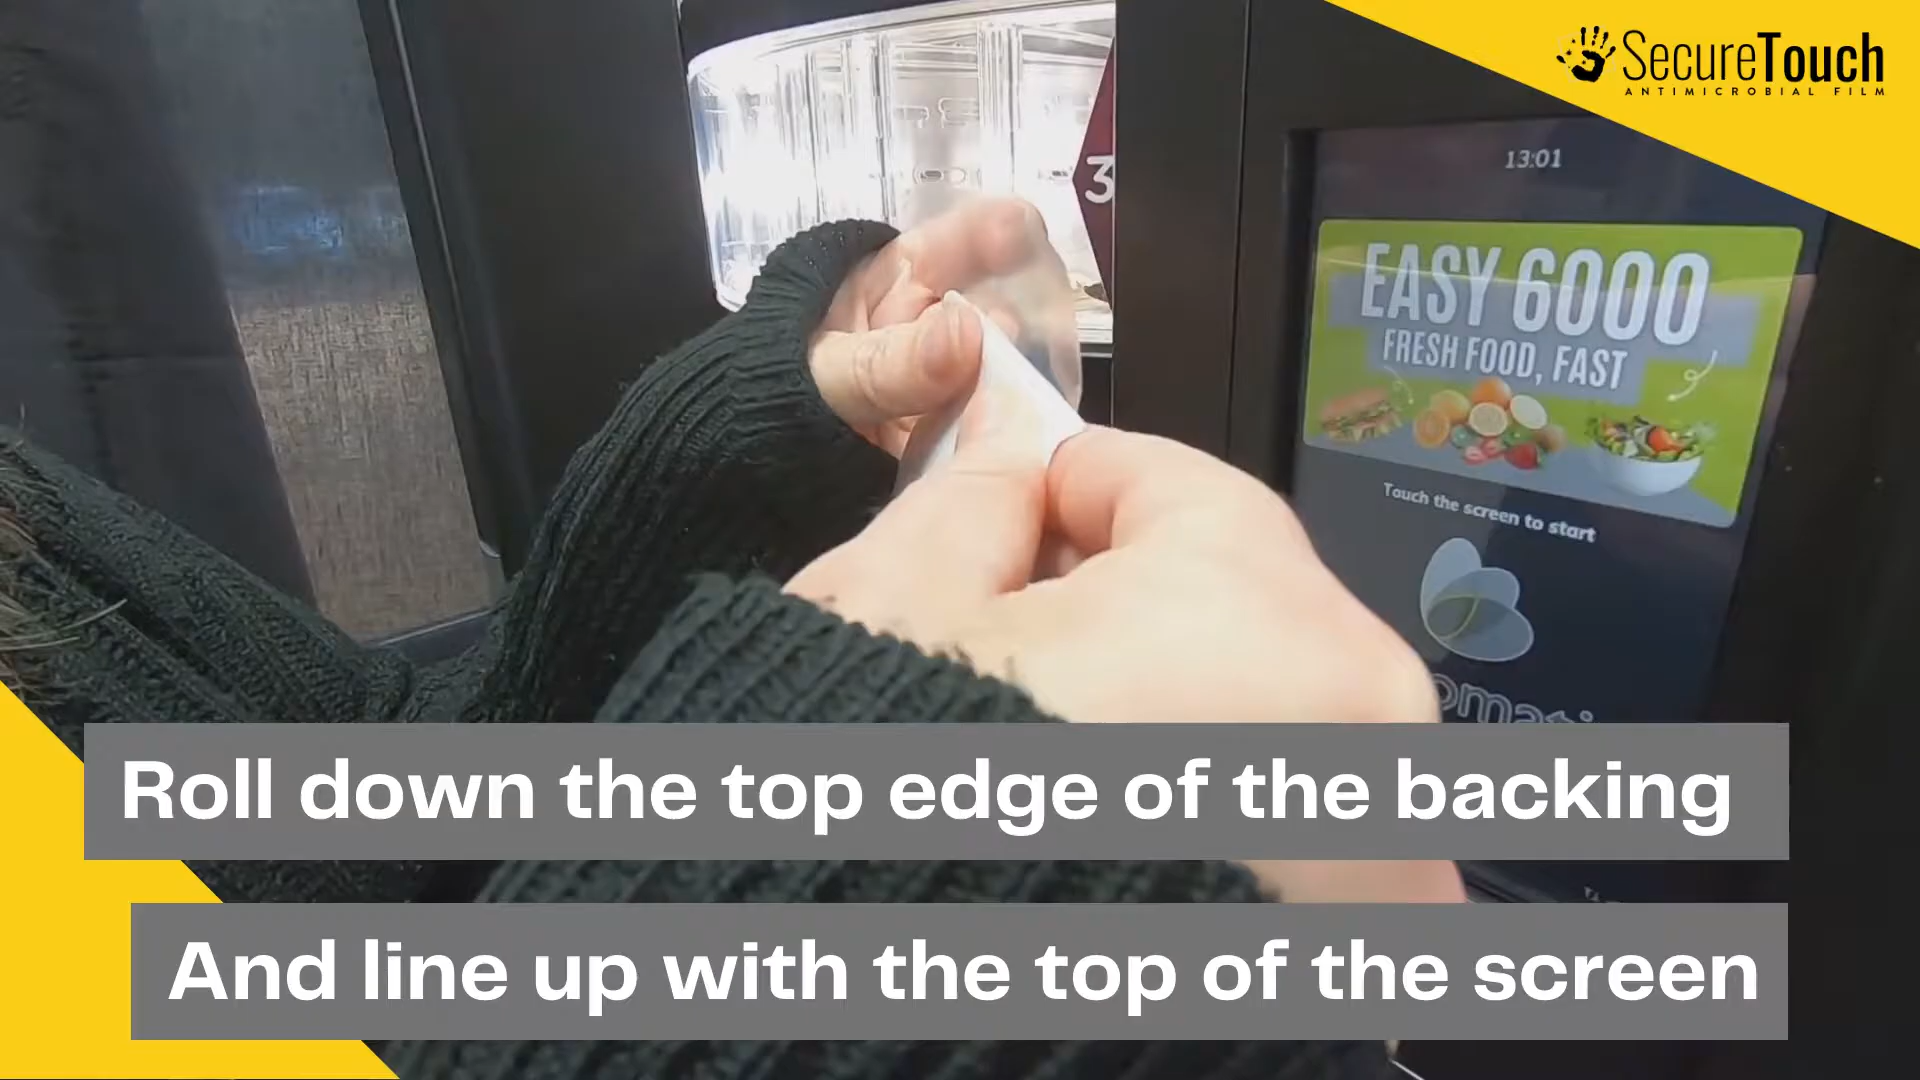 SecureTouch
ANTIMICROBIAL FILM
13:01
3
EASY 6000
FRESH FOOD, FAST
Touch the screen to start
Roll down the top edge of the backing
And line up with the top of the screen